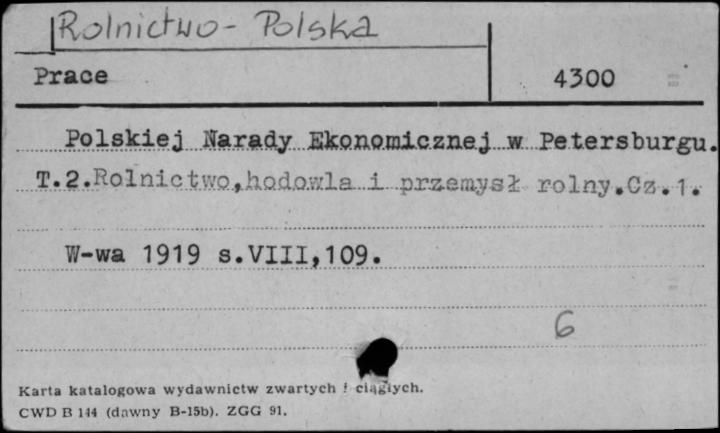 Rolnictwo - Polska
Prace 4300
Polskiej Narady Ekonomicznej w Petersburgu.
T.2.Rolnictwo,hodowla i przemysł rolny.Cz.1.
W-wa 1919 s.VIII,109.
6
Karta katalogowa wydawnictw zwartych i ciągłych.
CWD B 144 (dawny B-15b). ZGG 91.